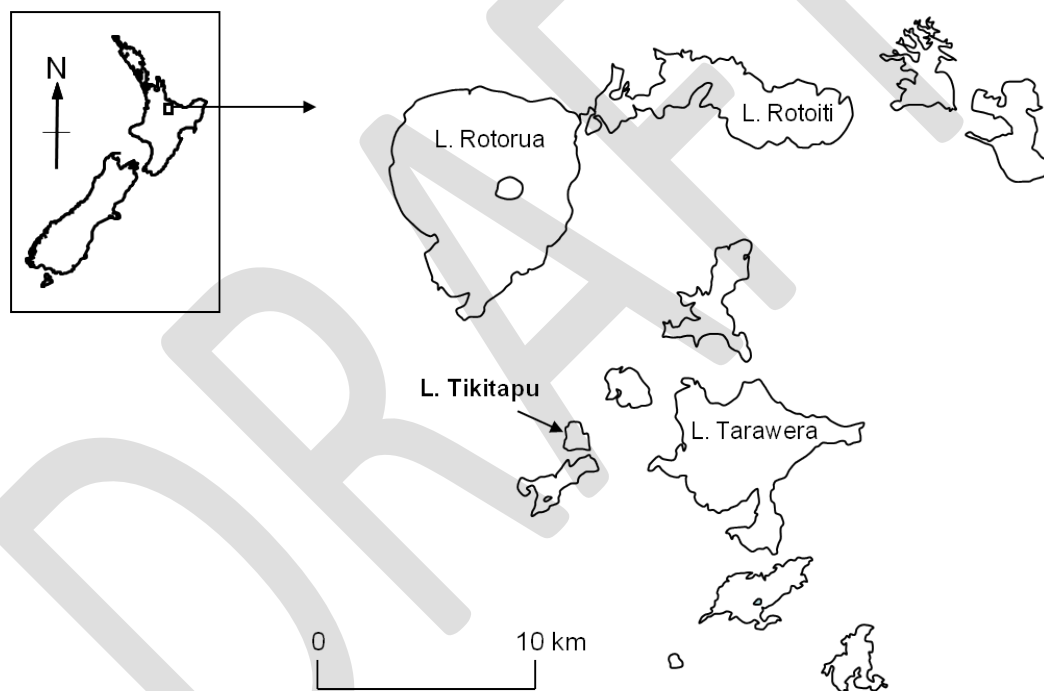 N
L. Rotorua
L. Rotoiti
L. Tikitapu
L. Tarawera
0
10 km
DRAFT